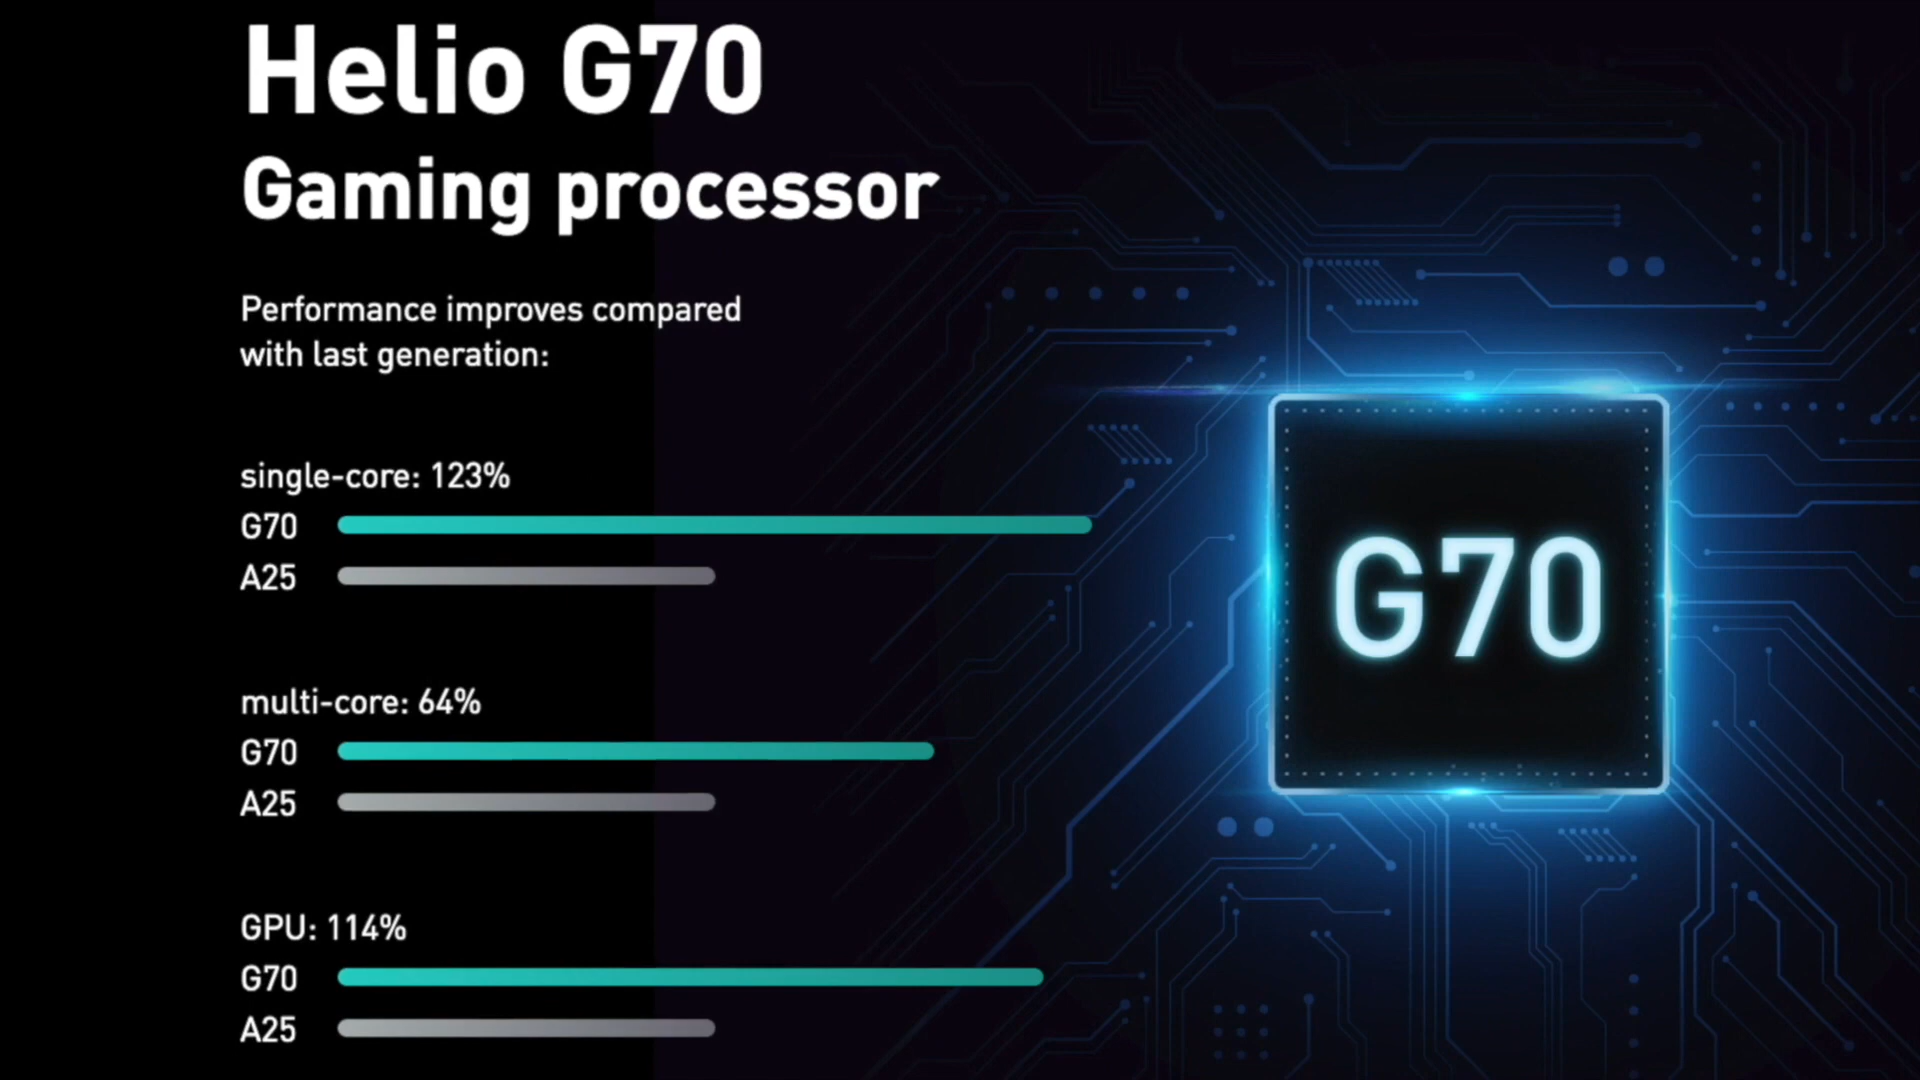 Helio G70
Gaming processor
Performance improves compared
with last generation:
single-core: 123%
G70
A25
multi-core: 64%
G70
A25
GPU: 114%
G70
A25
G70